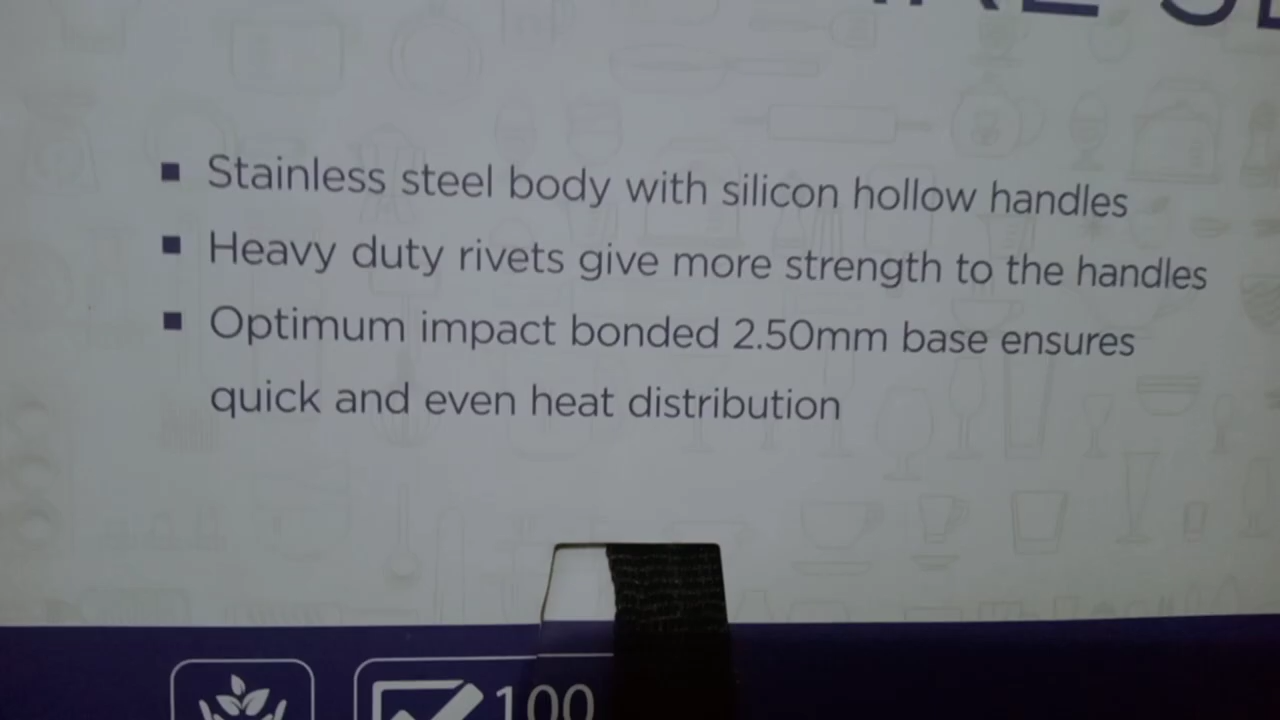 Stainless steel body with silicon hollow handles
Heavy duty rivets give more strength to the handles
Optimum impact bonded 2.50mm base ensures
quick and even heat distribution
100